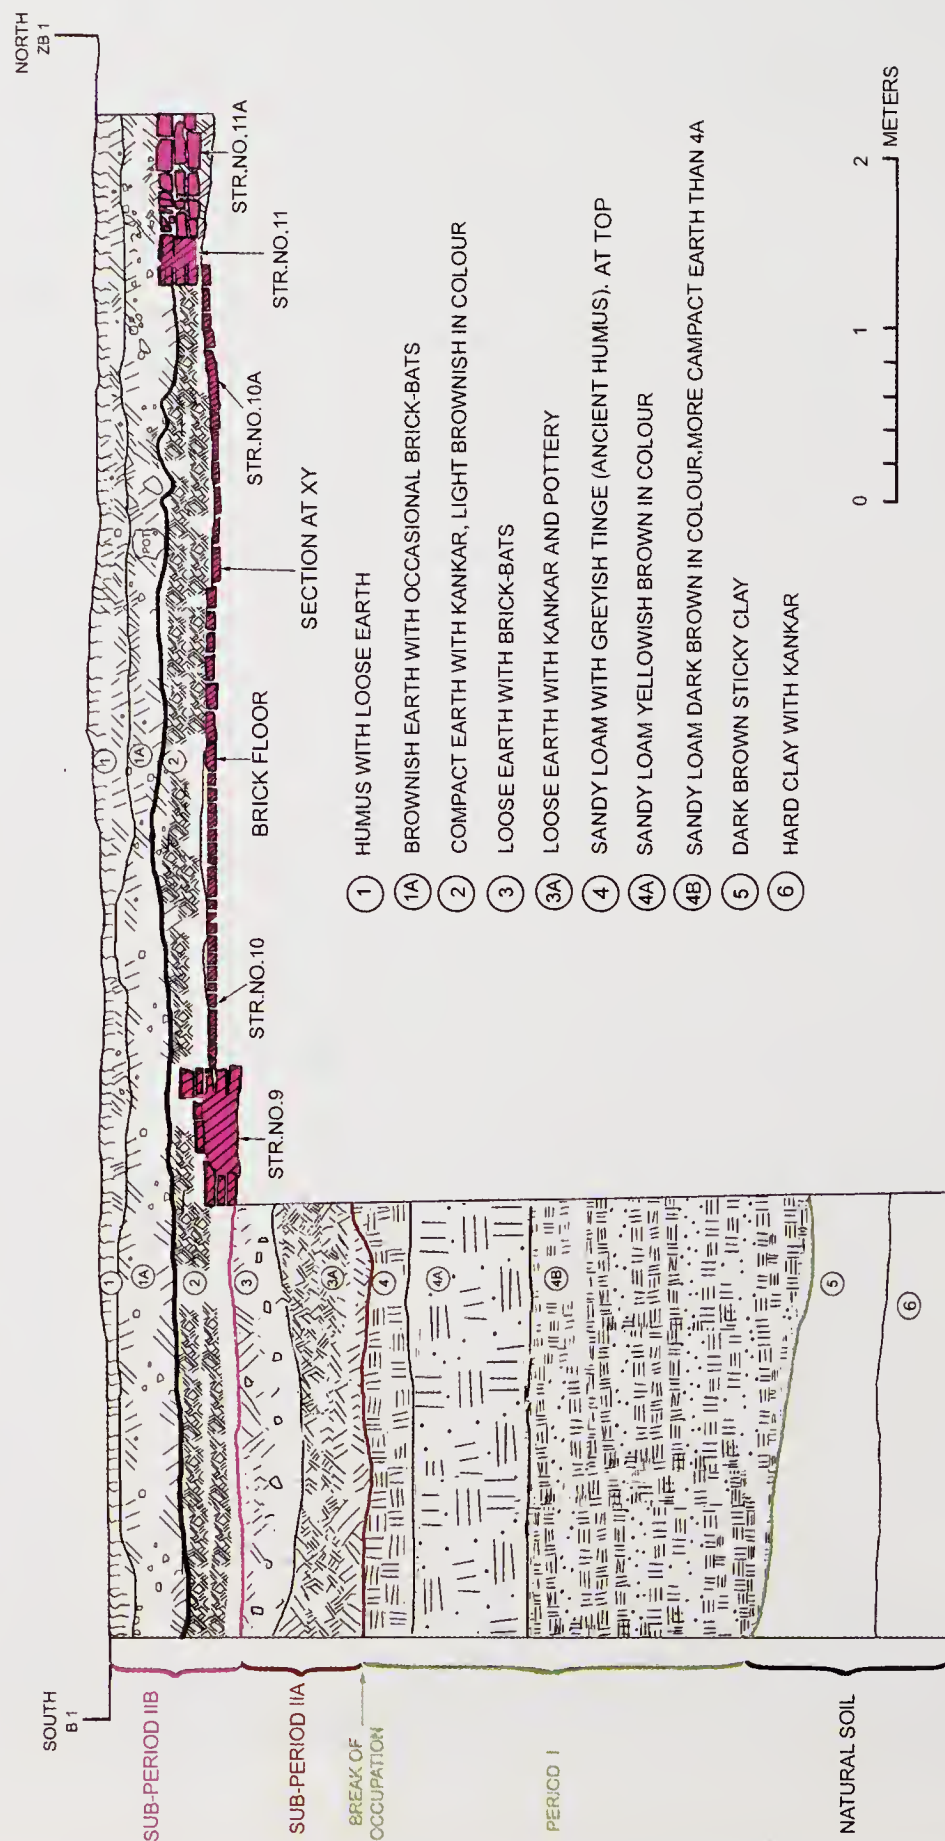 SOUTH
B 1
NORTH
ZB 1
SUB-PERIOD IIB
SUB-PERIOD IIA
BREAK OF
OCCUPATION
PERIOD I
NATURAL SOIL
1
1A
2
3
3A
4
4A
4B
5
6
1
1A
2
POT
STR.NO.9
STR.NO.10
BRICK FLOOR
SECTION AT XY
STR.NO.10A
STR.NO.11
STR.NO.11A
1 HUMUS WITH LOOSE EARTH
1A BROWNISH EARTH WITH OCCASIONAL BRICK-BATS
2 COMPACT EARTH WITH KANKAR, LIGHT BROWNISH IN COLOUR
3 LOOSE EARTH WITH BRICK-BATS
3A LOOSE EARTH WITH KANKAR AND POTTERY
4 SANDY LOAM WITH GREYISH TINGE (ANCIENT HUMUS). AT TOP
4A SANDY LOAM YELLOWISH BROWN IN COLOUR
4B SANDY LOAM DARK BROWN IN COLOUR.MORE CAMPACT EARTH THAN 4A
5 DARK BROWN STICKY CLAY
6 HARD CLAY WITH KANKAR
0 1 2
METERS